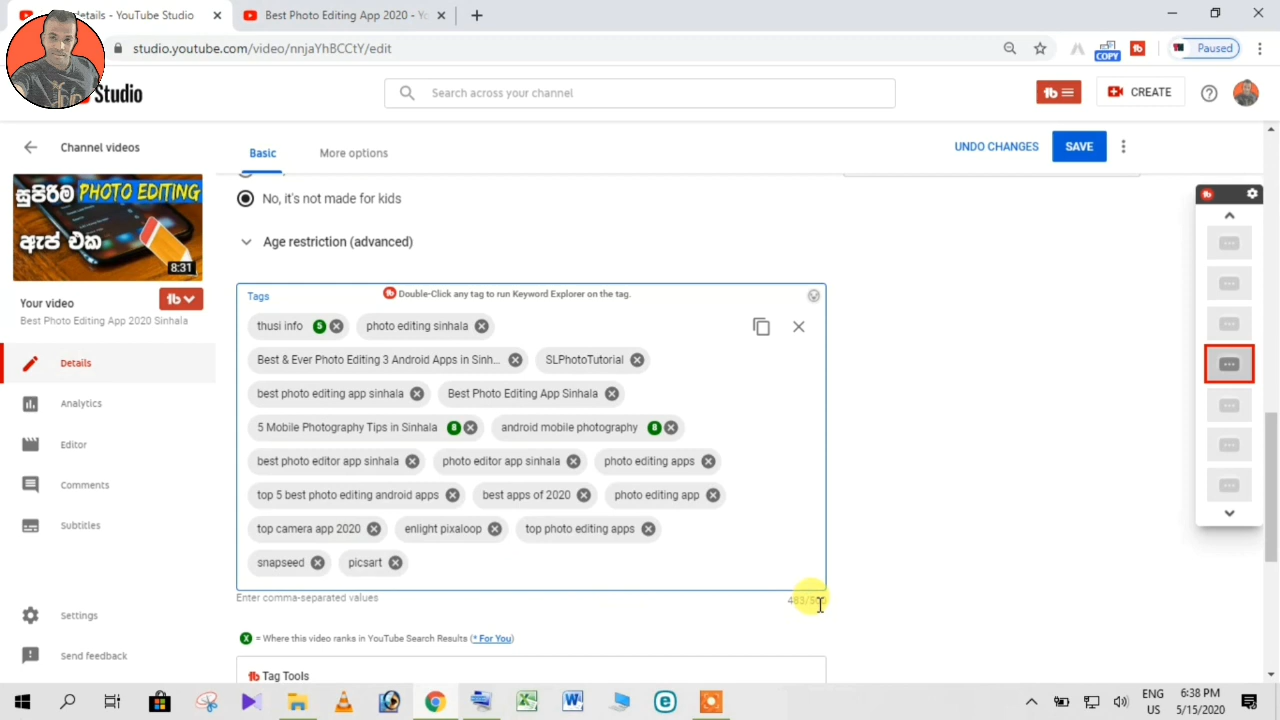 details - YouTube Studio
Best Photo Editing App 2020 - Yo
studio.youtube.com/video/nnjaYhBCCtY/edit
COPY
Paused
Studio
Search across your channel
CREATE
Channel videos
Basic
More options
UNDO CHANGES
SAVE
සුපිරිම PHOTO EDITING
ඇප් එක
8:31
No, it's not made for kids
Age restriction (advanced)
Your video
Best Photo Editing App 2020 Sinhala
Tags
Double-Click any tag to run Keyword Explorer on the tag.
thusi info 5
photo editing sinhala
Best & Ever Photo Editing 3 Android Apps in Sinh...
SLPhotoTutorial
best photo editing app sinhala
Best Photo Editing App Sinhala
5 Mobile Photography Tips in Sinhala 8
android mobile photography 8
best photo editor app sinhala
photo editor app sinhala
photo editing apps
top 5 best photo editing android apps
best apps of 2020
photo editing app
top camera app 2020
enlight pixaloop
top photo editing apps
snapseed
picsart
Enter comma-separated values
X = Where this video ranks in YouTube Search Results (* For You)
Tag Tools
Details
Analytics
Editor
Comments
Subtitles
Settings
Send feedback
ENG
US
6:38 PM
5/15/2020